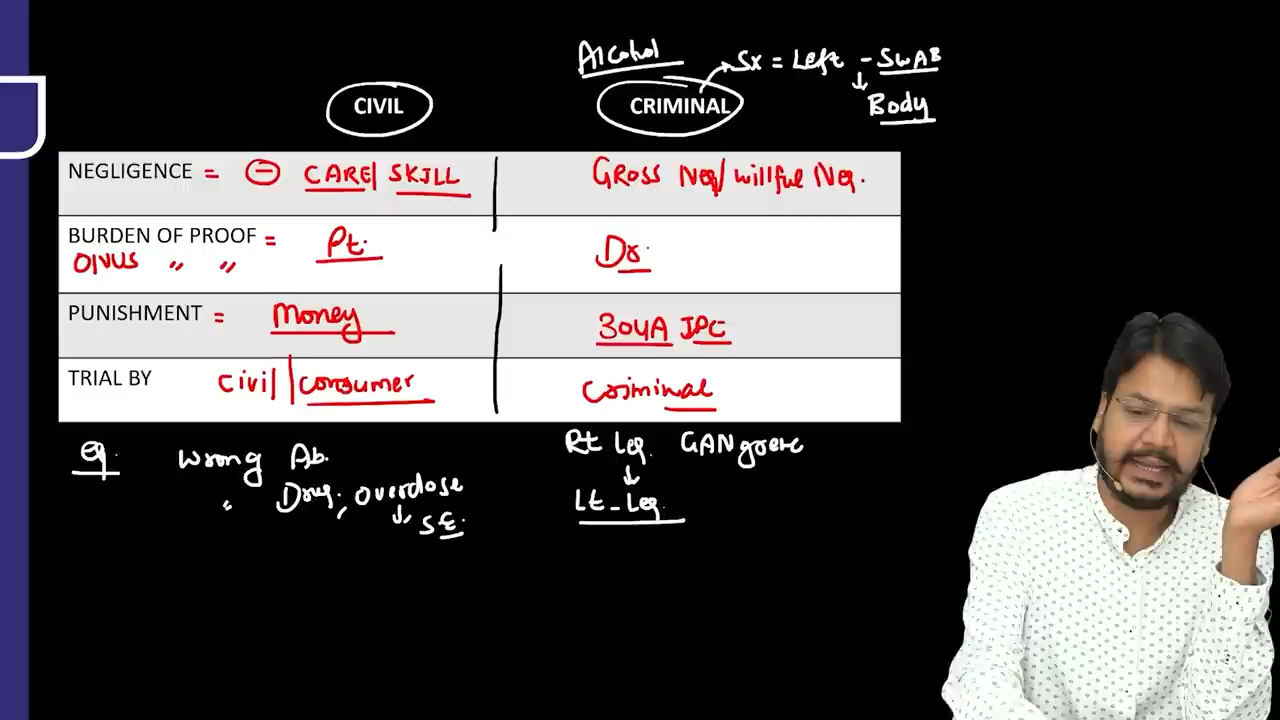 Alcohol
Sx = Left - SWAB
Body
CIVIL CRIMINAL
NEGLIGENCE = ⊖ CARE/ SKILL GROSS Neg/ willful Neg.
BURDEN OF PROOF = Pt. Dr.
ONUS " "
PUNISHMENT = Money 304A IPC
TRIAL BY Civil / consumer Criminal
Eg. Wrong Ab. Rt Leg. GANgrene
" Drug, overdose Lt-Leg
SE.